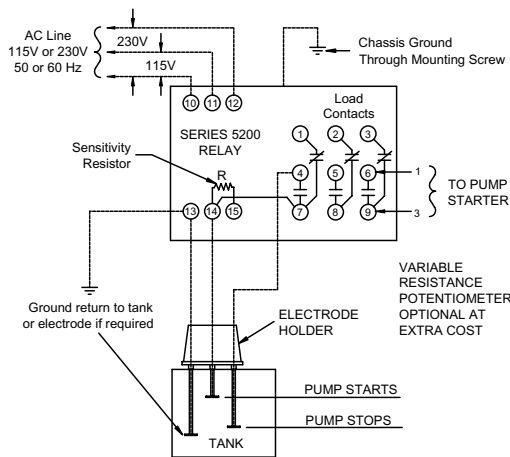 AC Line
115V or 230V
50 or 60 Hz
230V
115V
Chassis Ground
Through Mounting Screw
10 11 12
SERIES 5200
RELAY
Load
Contacts
1 2 3
Sensitivity
Resistor
R
4 5 6
1
TO PUMP
STARTER
13 14 15
7 8 9
3
Ground return to tank
or electrode if required
ELECTRODE
HOLDER
VARIABLE
RESISTANCE
POTENTIOMETER
OPTIONAL AT
EXTRA COST
PUMP STARTS
PUMP STOPS
TANK